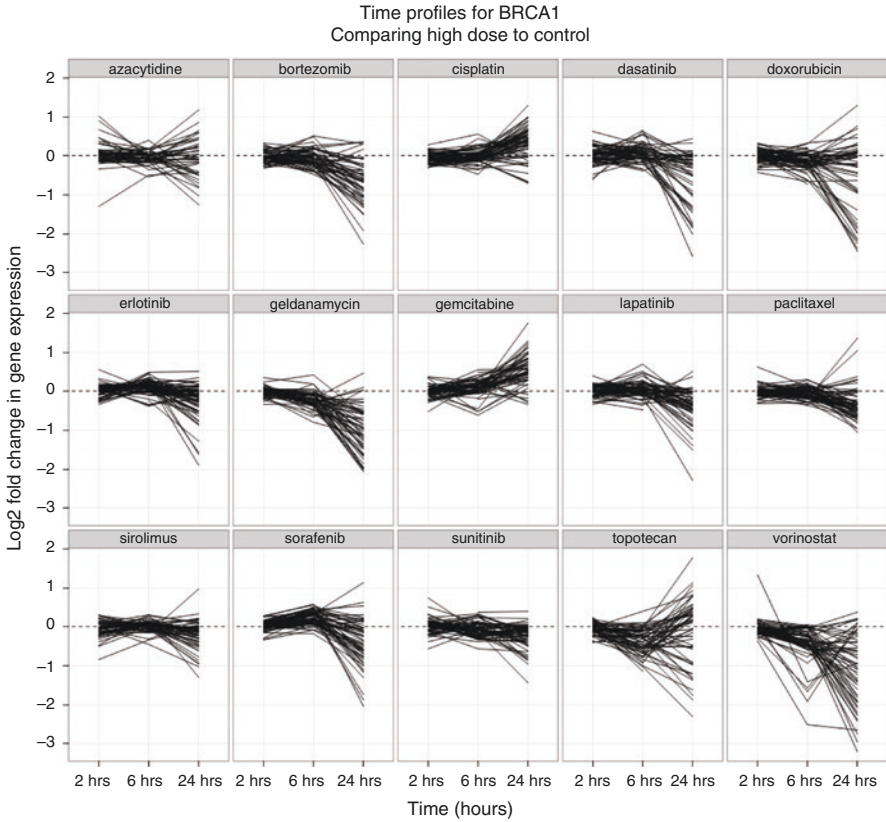 Time profiles for BRCA1
Comparing high dose to control
azacytidine bortezomib cisplatin dasatinib doxorubicin
2
1
0
−1
−2
−3
erlotinib geldanamycin gemcitabine lapatinib paclitaxel
2
1
0
−1
−2
−3
sirolimus sorafenib sunitinib topotecan vorinostat
2
1
0
−1
−2
−3
Log2 fold change in gene expression
2 hrs 6 hrs 24 hrs 2 hrs 6 hrs 24 hrs 2 hrs 6 hrs 24 hrs 2 hrs 6 hrs 24 hrs 2 hrs 6 hrs 24 hrs
Time (hours)